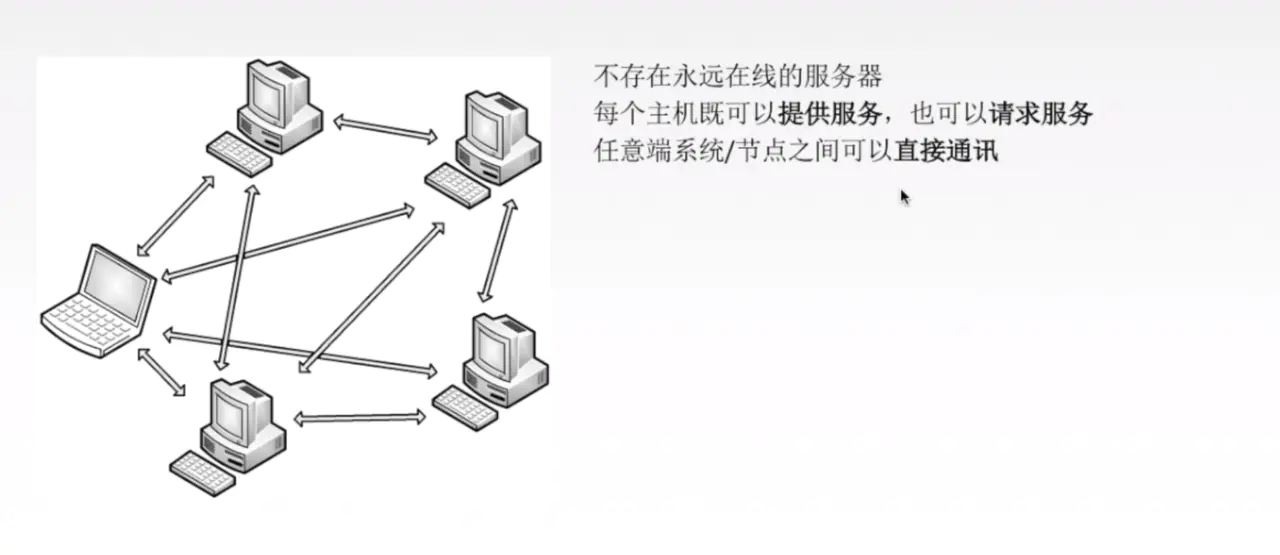 不存在永远在线的服务器
每个主机既可以提供服务，也可以请求服务
任意端系统/节点之间可以直接通讯